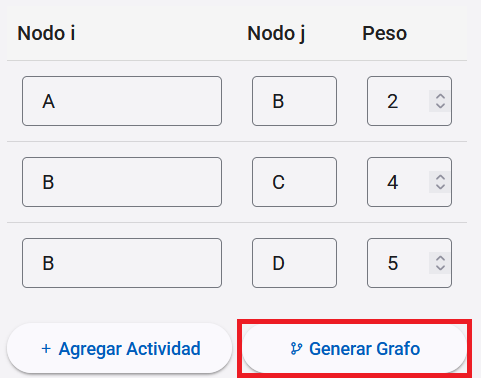 Nodo i Nodo j Peso
A B 2
B C 4
B D 5
+ Agregar Actividad Generar Grafo